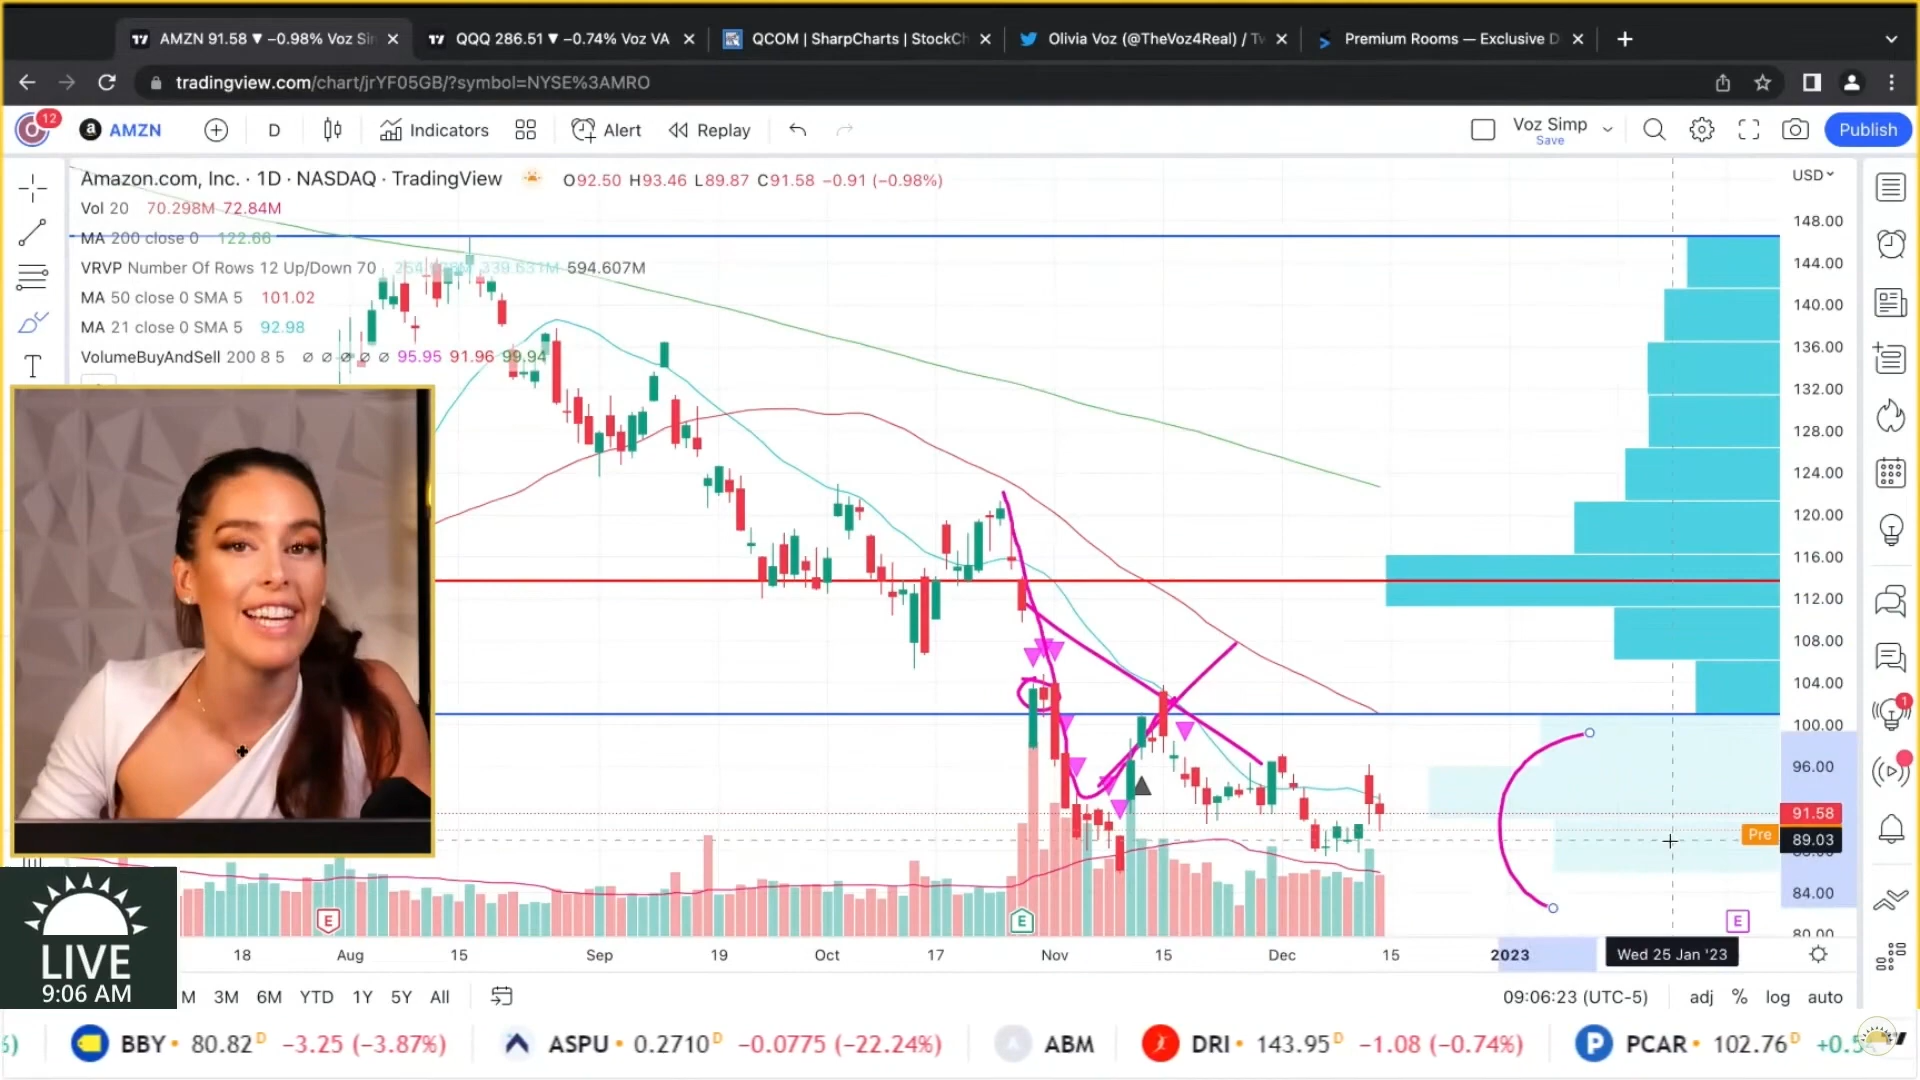 AMZN 91.58 ▼ −0.98% Voz Sim
QQQ 286.51 ▼ −0.74% Voz VA
QCOM | SharpCharts | StockCh
Olivia Voz (@TheVoz4Real) / Tw
Premium Rooms — Exclusive D
tradingview.com/chart/jrYF05GB/?symbol=NYSE%3AMRO
12
AMZN
D
Indicators
Alert
Replay
Voz Simp
Save
Publish
Amazon.com, Inc. · 1D · NASDAQ · TradingView
O92.50 H93.46 L89.87 C91.58 −0.91 (−0.98%)
USD
Vol 20 70.298M 72.84M
MA 200 close 0 122.66
VRVP Number Of Rows 12 Up/Down 70 339.631M 594.607M
MA 50 close 0 SMA 5 101.02
MA 21 close 0 SMA 5 92.98
VolumeBuyAndSell 200 8 5 ∅ ∅ ∅ ∅ ∅ 95.95 91.96 99.94
148.00
144.00
140.00
136.00
132.00
128.00
124.00
120.00
116.00
112.00
108.00
104.00
100.00
96.00
91.58
Pre
89.03
84.00
80.00
1
E
E
E
18
Aug
15
Sep
19
Oct
17
Nov
15
Dec
15
2023
Wed 25 Jan '23
LIVE
9:06 AM
M
3M
6M
YTD
1Y
5Y
All
09:06:23 (UTC-5)
adj
%
log
auto
%)
BBY 80.82 D −3.25 (−3.87%)
ASPU 0.2710 D −0.0775 (−22.24%)
ABM
DRI 143.95 D −1.08 (−0.74%)
PCAR 102.76 D